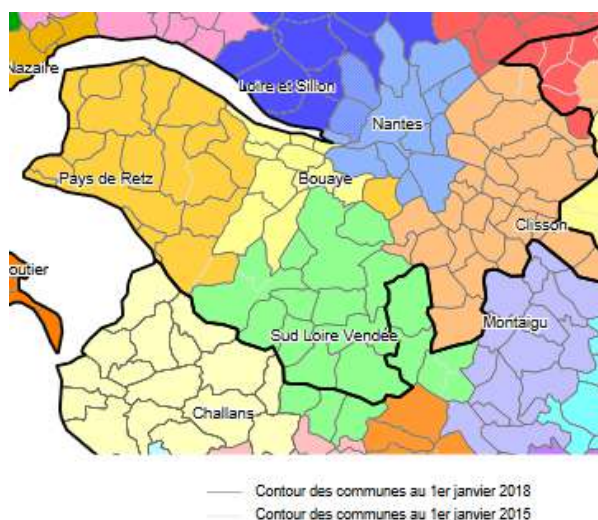 Nazaire
Loire et Sillon
Nantes
Pays de Retz
Bouaye
Clisson
outier
Sud Loire Vendée
Montaigu
Challans
Contour des communes au 1er janvier 2018
Contour des communes au 1er janvier 2015